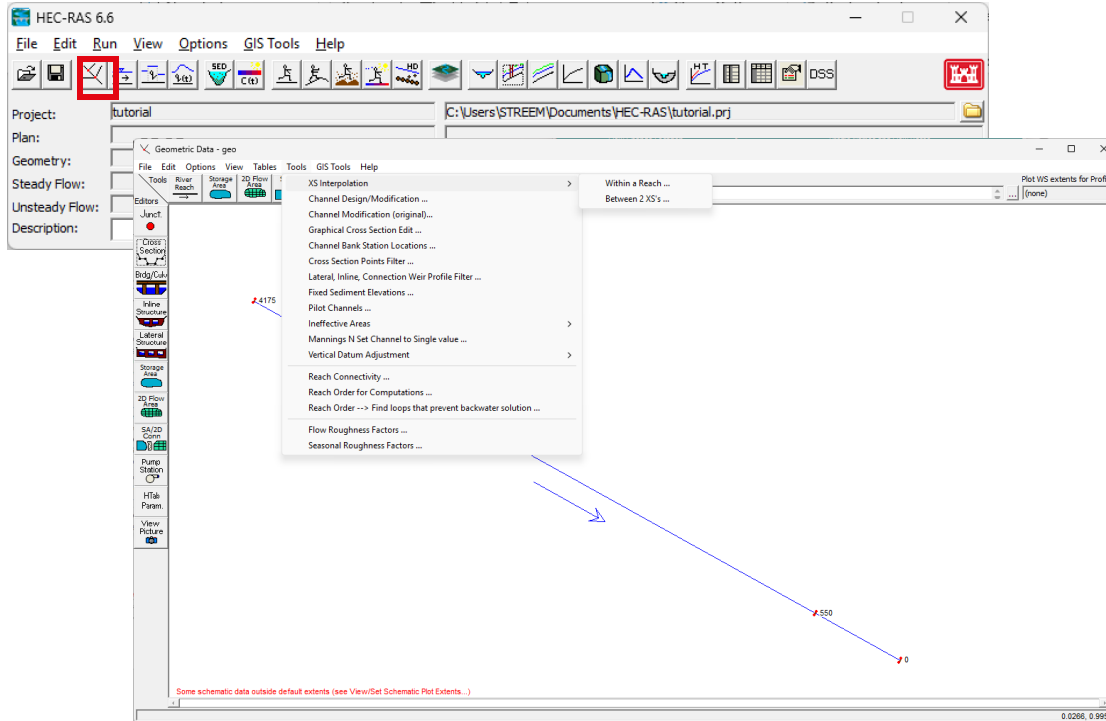 HEC-RAS 6.6
File Edit Run View Options GIS Tools Help
SED
C(t)
HD
HT
DSS
Project: tutorial C:\Users\STREEM\Documents\HEC-RAS\tutorial.prj
Plan:
Geometry:
Steady Flow:
Unsteady Flow:
Description:
Geometric Data - geo
File Edit Options View Tables Tools GIS Tools Help
Tools
River Reach
Storage Area
2D Flow Area
Plot WS extents for Profi
...
(none)
Editors
Junct.
Cross Section
Brdg/Culv
Inline Structure
Lateral Structure
Storage Area
2D Flow Area
SA/2D Conn
Pump Station
HTab Param.
View Picture
XS Interpolation
Channel Design/Modification ...
Channel Modification (original)...
Graphical Cross Section Edit ...
Channel Bank Station Locations ...
Cross Section Points Filter ...
Lateral, Inline, Connection Weir Profile Filter ...
Fixed Sediment Elevations ...
Pilot Channels ...
Ineffective Areas
Mannings N Set Channel to Single value ...
Vertical Datum Adjustment
Reach Connectivity ...
Reach Order for Computations ...
Reach Order --> Find loops that prevent backwater solution ...
Flow Roughness Factors ...
Seasonal Roughness Factors ...
Within a Reach ...
Between 2 XS's ...
4175
550
0
Some schematic data outside default extents (see View/Set Schematic Plot Extents...)
0.0266, 0.995